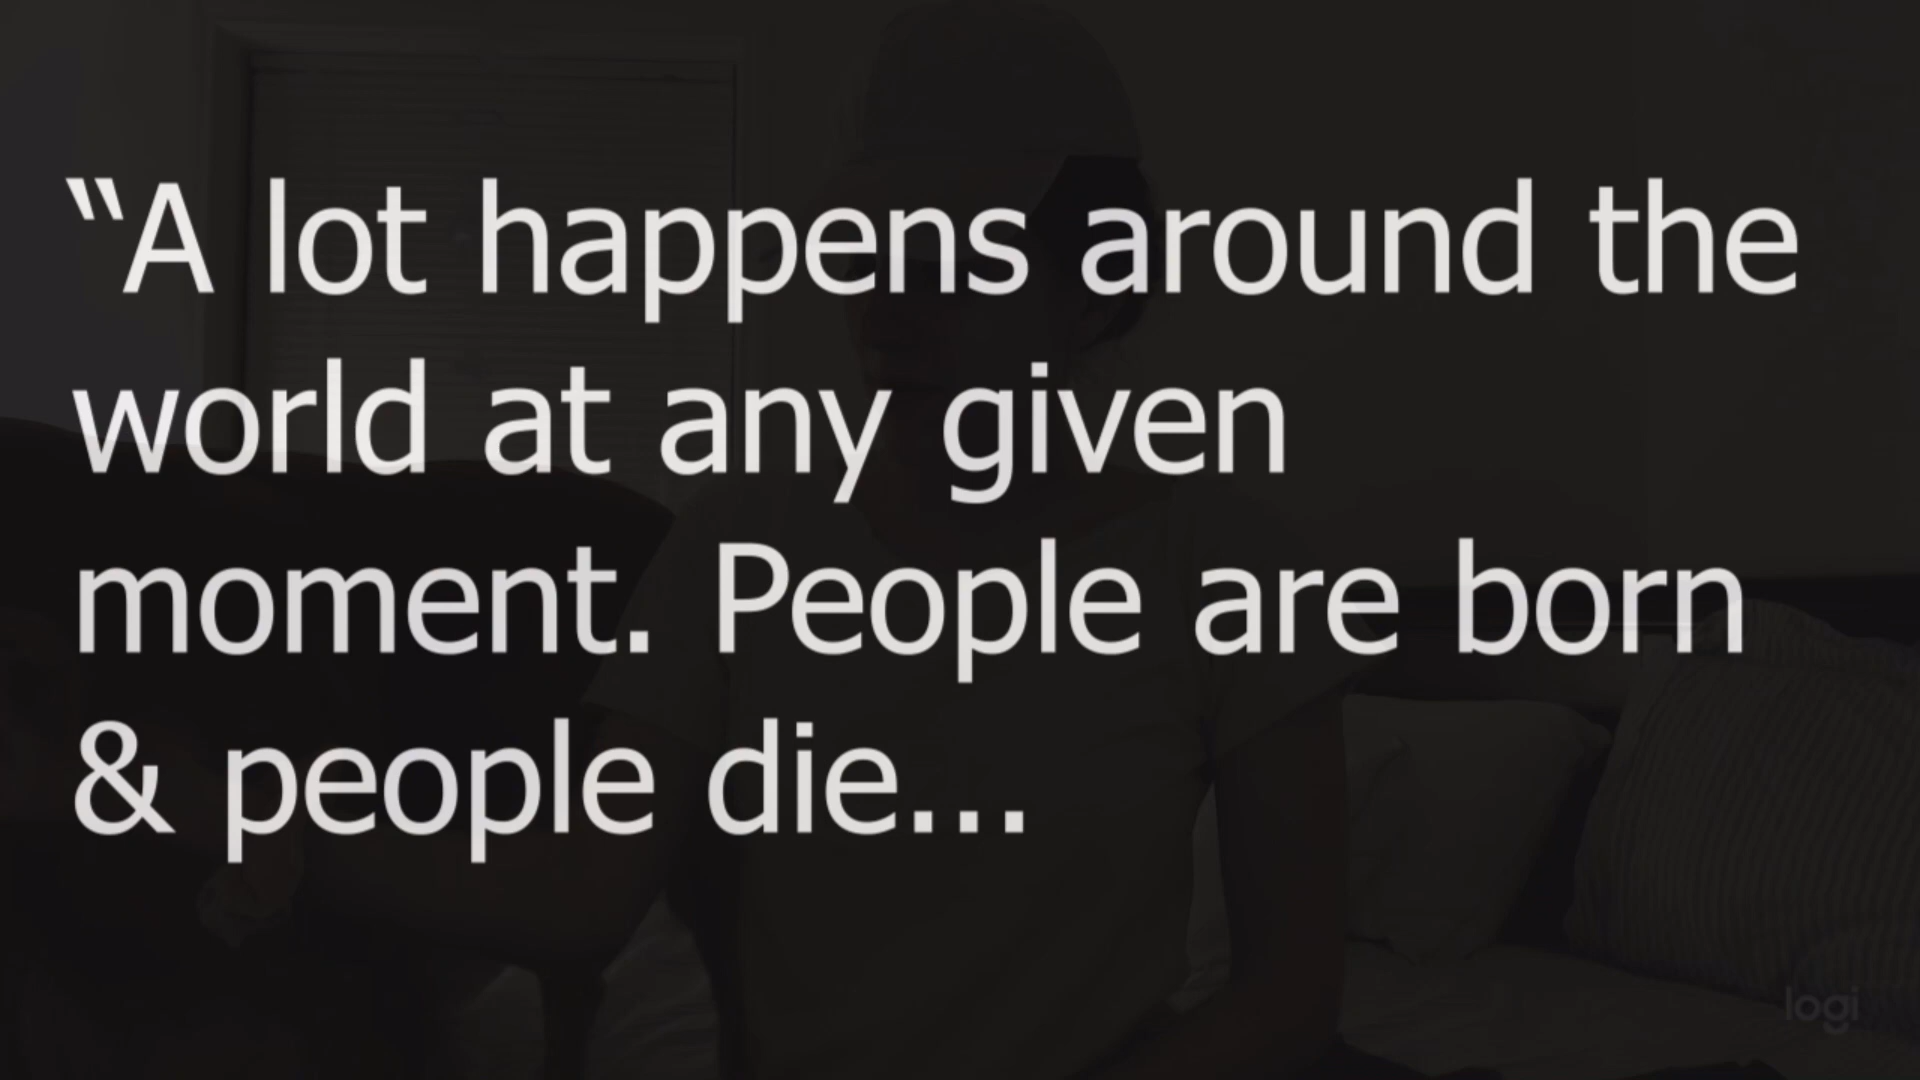 “A lot happens around the
world at any given
moment. People are born
& people die...
logi